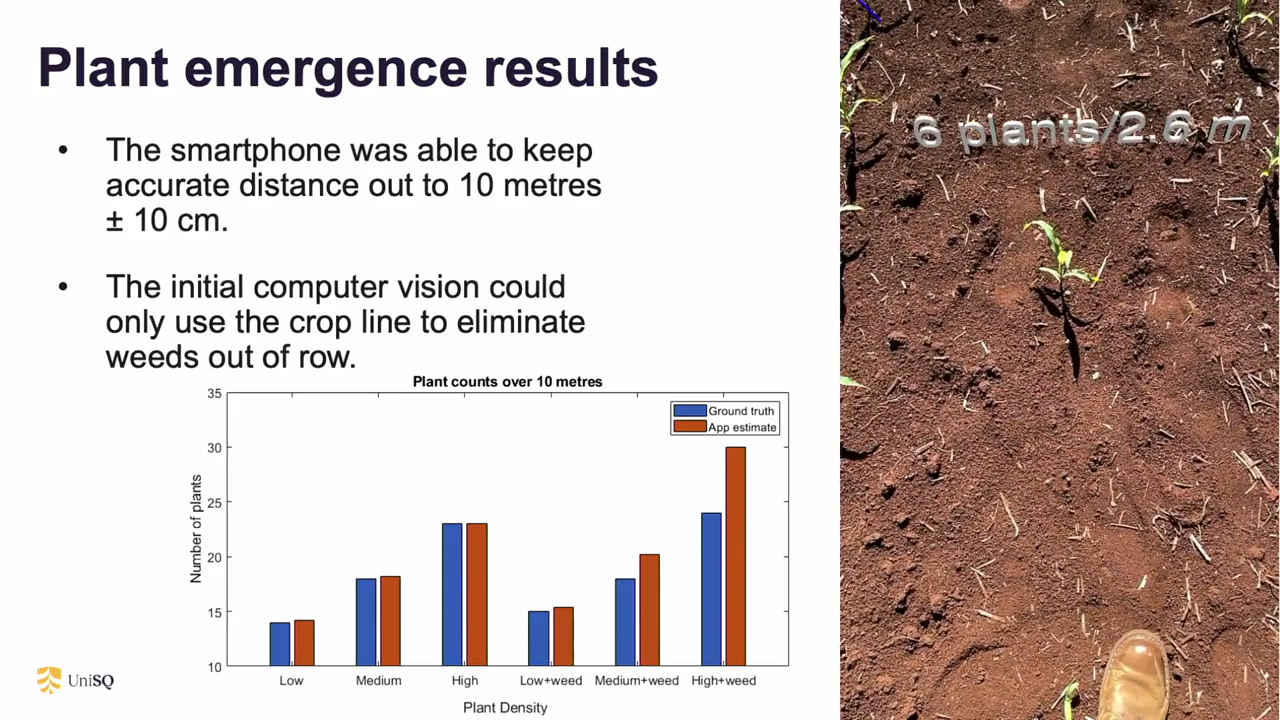 Plant emergence results
• The smartphone was able to keep
accurate distance out to 10 metres
± 10 cm.
• The initial computer vision could
only use the crop line to eliminate
weeds out of row.
Plant counts over 10 metres
35
30
25
20
15
10
Number of plants
Ground truth
App estimate
Low
Medium
High
Low+weed
Medium+weed
High+weed
Plant Density
UniSQ
6 plants/2.6 m